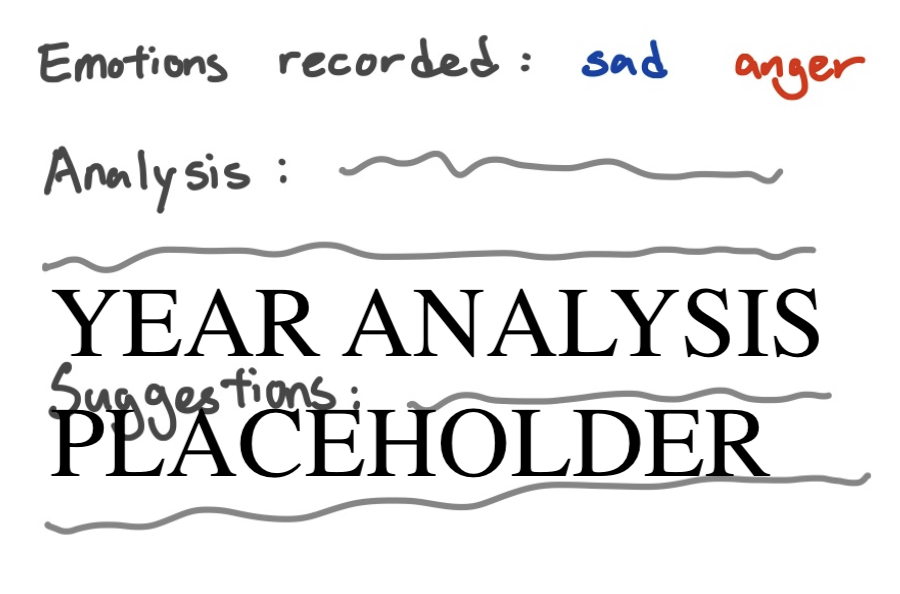 Emotions recorded: sad anger
Analysis:
YEAR ANALYSIS
Suggestions:
PLACEHOLDER